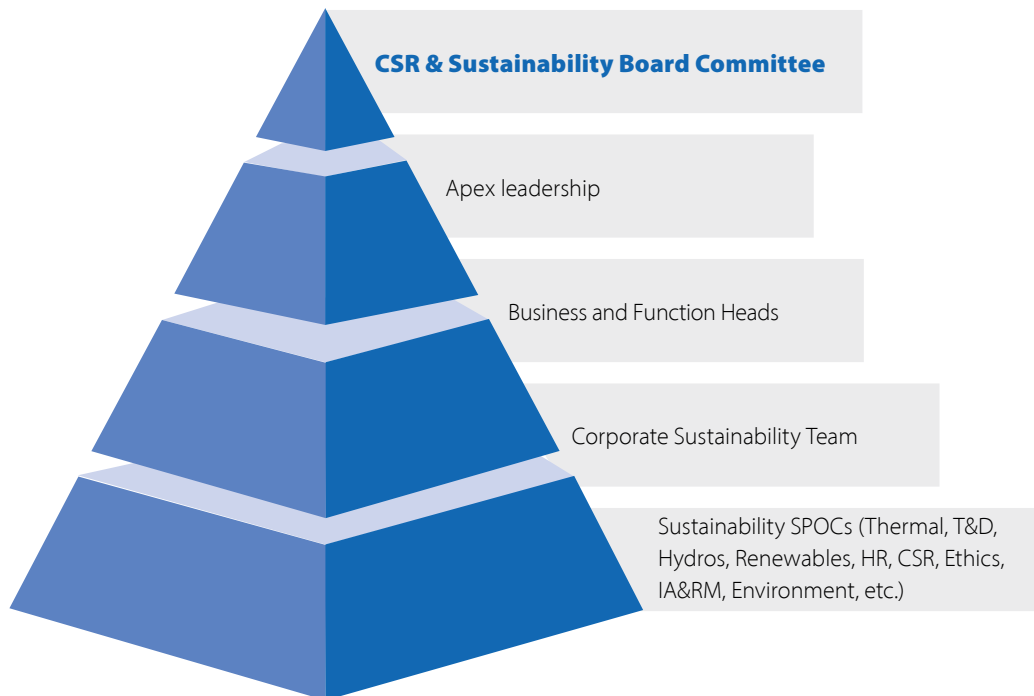 CSR & Sustainability Board Committee
Apex leadership
Business and Function Heads
Corporate Sustainability Team
Sustainability SPOCs (Thermal, T&D,
Hydros, Renewables, HR, CSR, Ethics,
IA&RM, Environment, etc.)